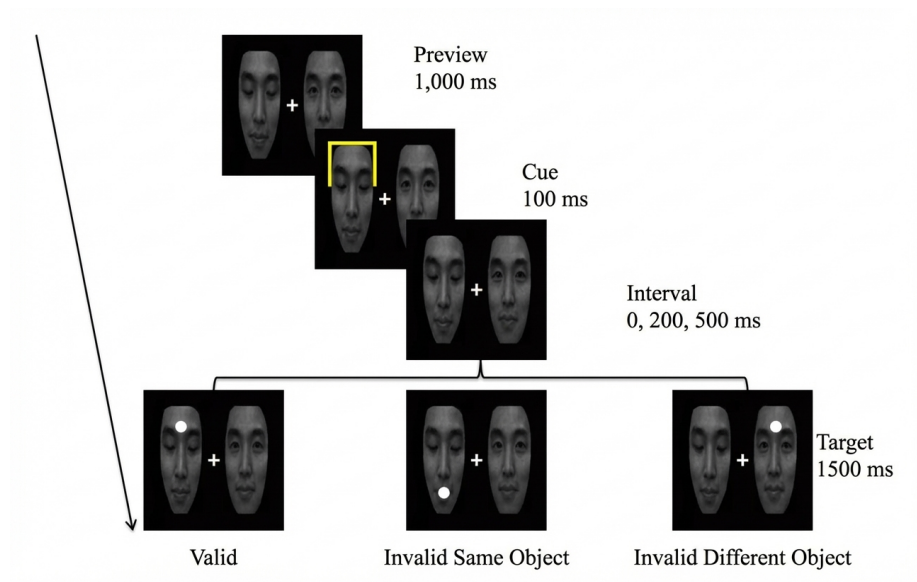 Preview
1,000 ms
Cue
100 ms
Interval
0, 200, 500 ms
Target
1500 ms
Valid
Invalid Same Object
Invalid Different Object